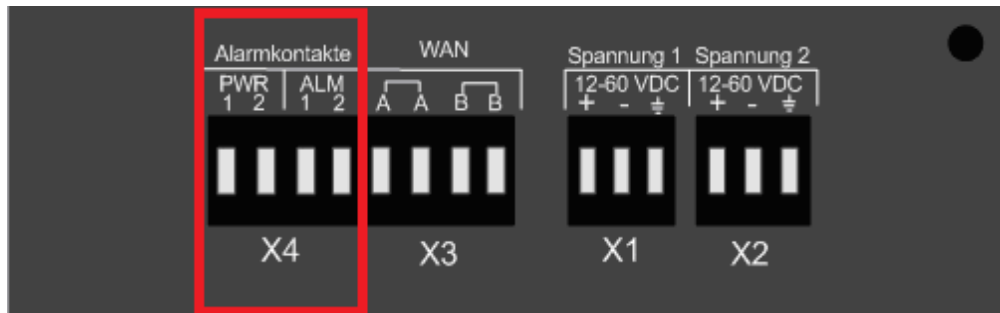 Alarmkontakte WAN Spannung 1 Spannung 2
PWR ALM 12-60 VDC 12-60 VDC
1 2 1 2 A A B B + - + -
X4 X3 X1 X2